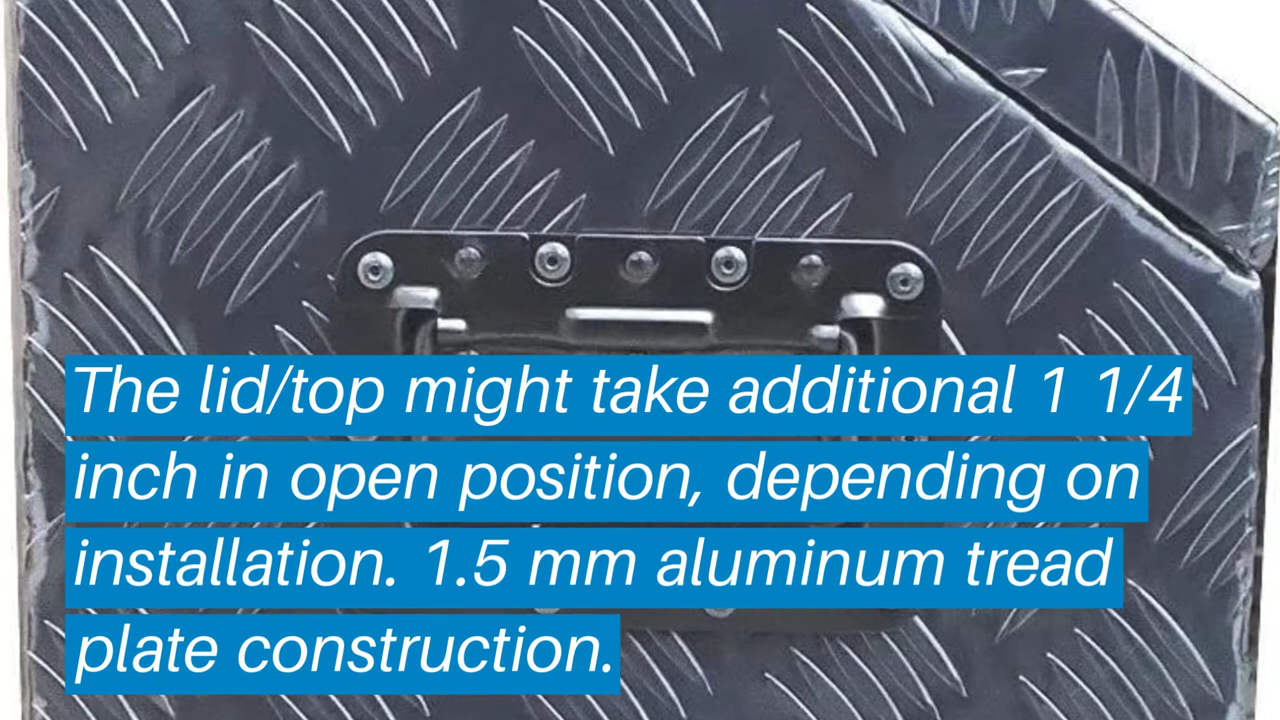 The lid/top might take additional 1 1/4
inch in open position, depending on
installation. 1.5 mm aluminum tread
plate construction.